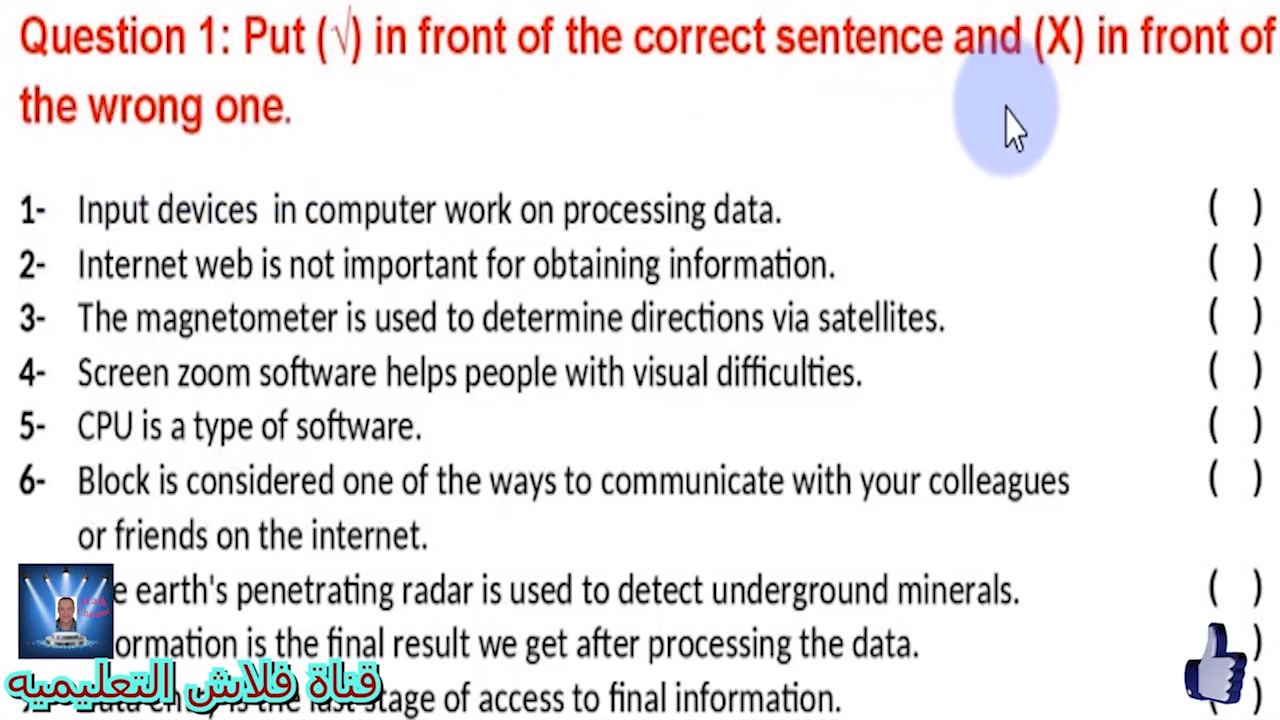 Question 1: Put (√) in front of the correct sentence and (X) in front of
the wrong one.
1- Input devices in computer work on processing data. ( )
2- Internet web is not important for obtaining information. ( )
3- The magnetometer is used to determine directions via satellites. ( )
4- Screen zoom software helps people with visual difficulties. ( )
5- CPU is a type of software. ( )
6- Block is considered one of the ways to communicate with your colleagues ( )
or friends on the internet.
e earth's penetrating radar is used to detect underground minerals. ( )
ormation is the final result we get after processing the data. )
is the last stage of access to final information. ( )
قناة فلاش التعليميه